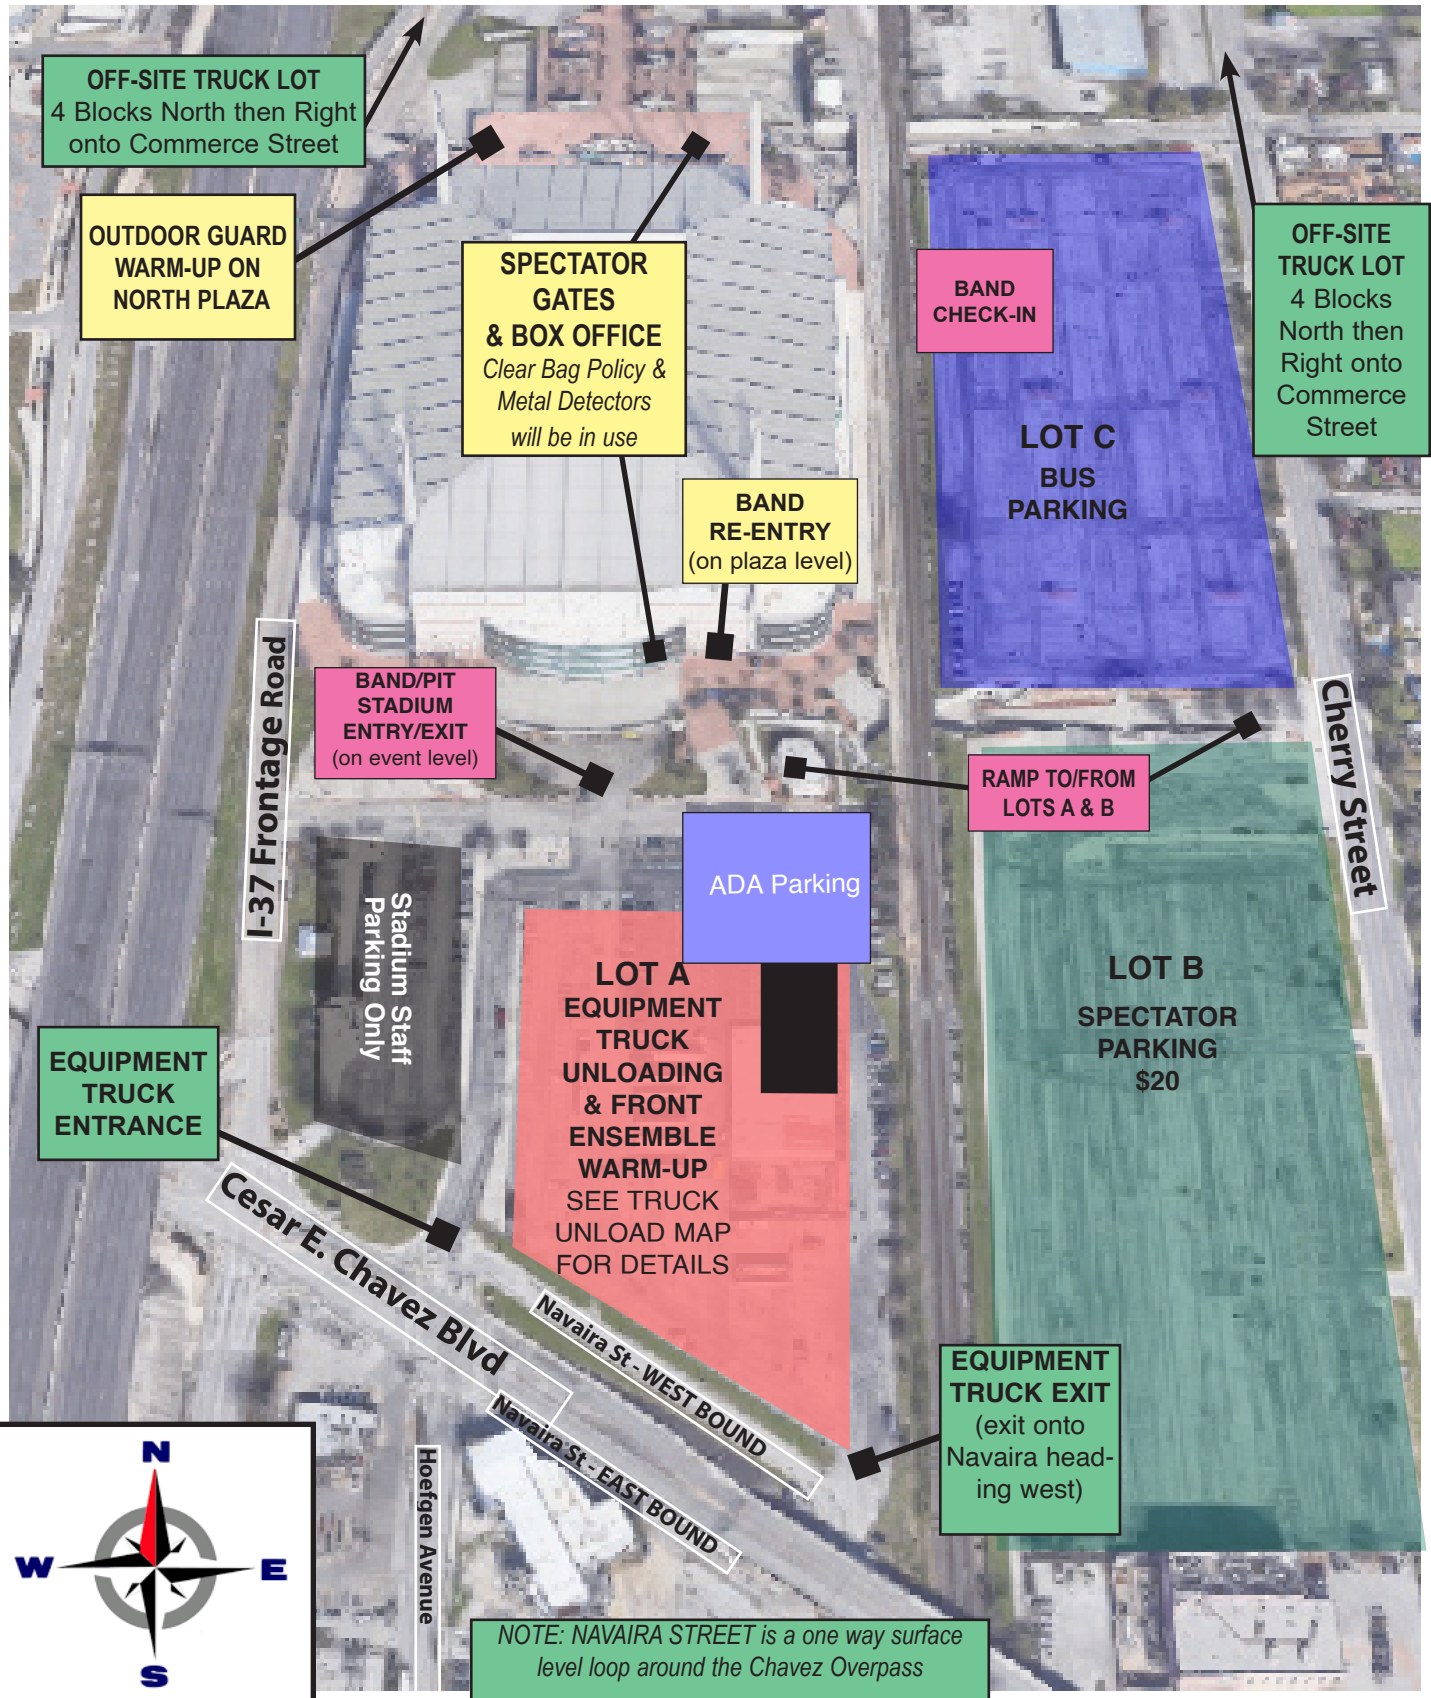 OFF-SITE TRUCK LOT
4 Blocks North then Right
onto Commerce Street
OUTDOOR GUARD
WARM-UP ON
NORTH PLAZA
SPECTATOR
GATES
& BOX OFFICE
Clear Bag Policy &
Metal Detectors
will be in use
BAND
CHECK-IN
OFF-SITE
TRUCK LOT
4 Blocks
North then
Right onto
Commerce
Street
LOT C
BUS
PARKING
BAND
RE-ENTRY
(on plaza level)
I-37 Frontage Road
BAND/PIT
STADIUM
ENTRY/EXIT
(on event level)
RAMP TO/FROM
LOTS A & B
Cherry Street
ADA Parking
Stadium Staff
Parking Only
LOT A
EQUIPMENT
TRUCK
UNLOADING
& FRONT
ENSEMBLE
WARM-UP
SEE TRUCK
UNLOAD MAP
FOR DETAILS
LOT B
SPECTATOR
PARKING
$20
EQUIPMENT
TRUCK
ENTRANCE
Cesar E. Chavez Blvd
Navaira St - WEST BOUND
Navaira St - EAST BOUND
EQUIPMENT
TRUCK EXIT
(exit onto
Navaira head-
ing west)
Hoefgen Avenue
N
W
E
S
NOTE: NAVAIRA STREET is a one way surface
level loop around the Chavez Overpass